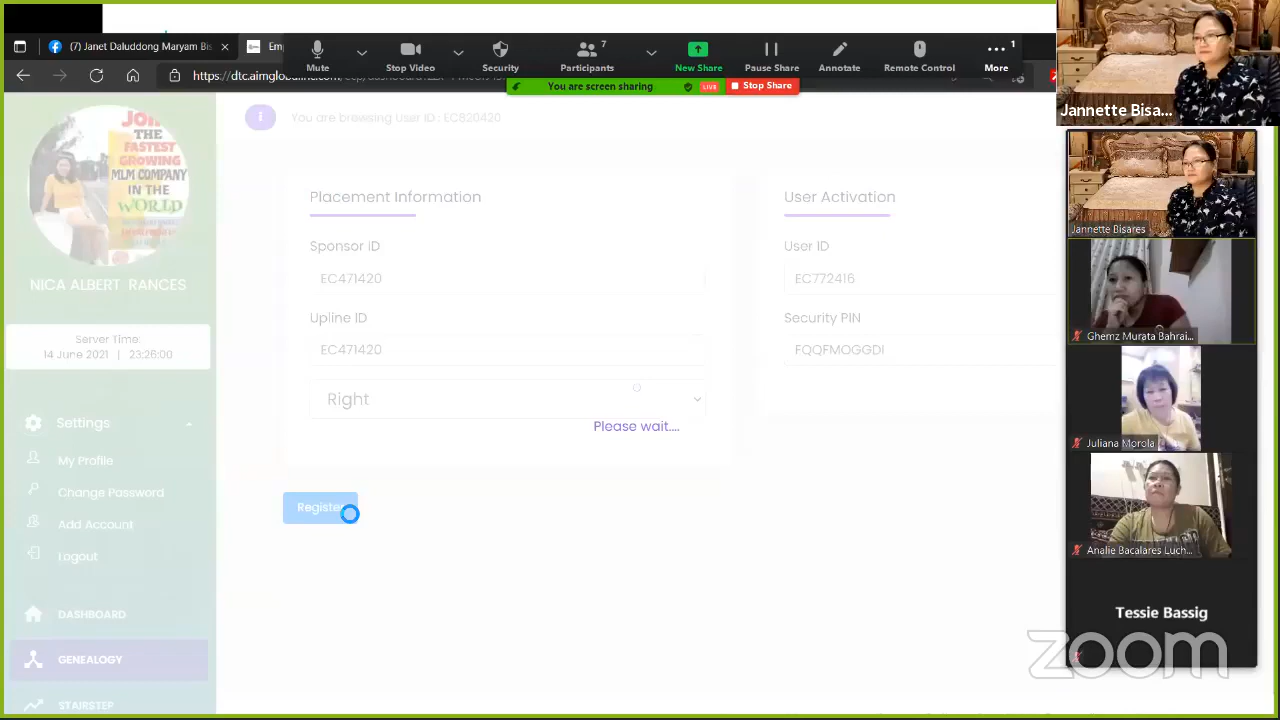 (7) Janet Daluddong Maryam Bis
https://dtc.aimglobalinc.com
Mute
Stop Video
Security
7
Participants
New Share
Pause Share
Annotate
Remote Control
1
More
You are screen sharing
LIVE
Stop Share
You are browsing User ID : EC820420
THE
FASTEST
GROWING
MLM COMPANY
IN THE
WORLD
NICA ALBERT RANCES
Server Time:
14 June 2021 | 23:26:00
Settings
My Profile
Change Password
Add Account
Logout
DASHBOARD
GENEALOGY
STAIRSTEP
Placement Information
Sponsor ID
EC471420
Upline ID
EC471420
Right
Please wait....
Register
User Activation
User ID
EC772416
Security PIN
FQQFMOGGDI
Jannette Bisa...
Jannette Bisares
Ghemz Murata Bahrai...
Juliana Morola
Analie Bacalares Luch...
Tessie Bassig
zoom